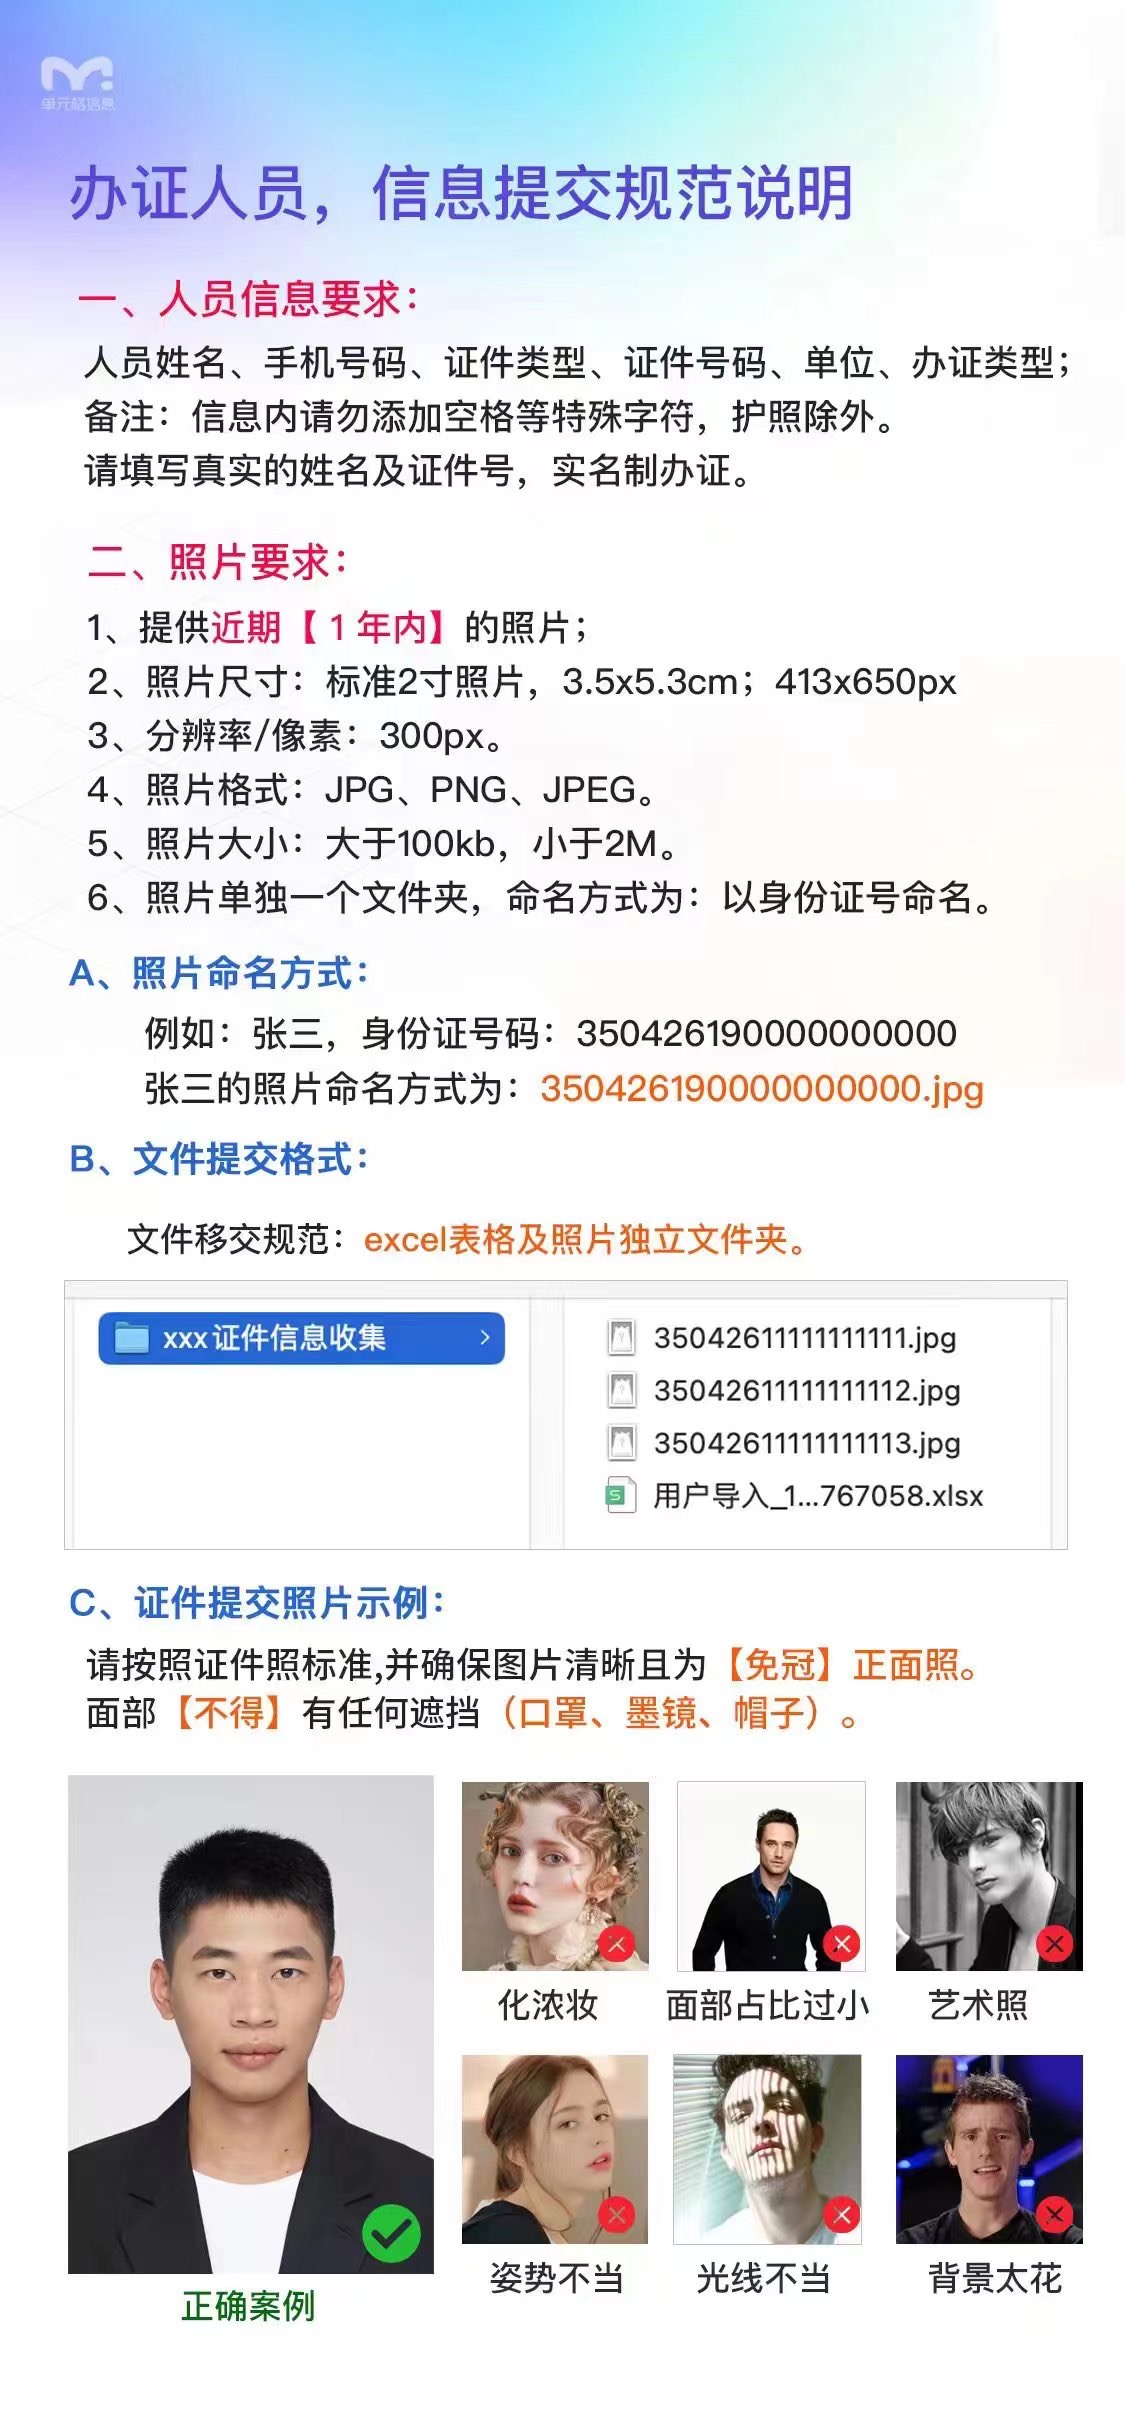 单元格信息
办证人员，信息提交规范说明
一、人员信息要求：
人员姓名、手机号码、证件类型、证件号码、单位、办证类型；
备注：信息内请勿添加空格等特殊字符，护照除外。
请填写真实的姓名及证件号，实名制办证。
二、照片要求：
1、提供近期【1年内】的照片；
2、照片尺寸：标准2寸照片，3.5x5.3cm；413x650px
3、分辨率/像素：300px。
4、照片格式：JPG、PNG、JPEG。
5、照片大小：大于100kb，小于2M。
6、照片单独一个文件夹，命名方式为：以身份证号命名。
A、照片命名方式：
例如：张三，身份证号码：350426190000000000
张三的照片命名方式为：350426190000000000.jpg
B、文件提交格式：
文件移交规范：excel表格及照片独立文件夹。
xxx证件信息收集
35042611111111111.jpg
35042611111111112.jpg
35042611111111113.jpg
用户导入_1...767058.xlsx
C、证件提交照片示例：
请按照证件照标准,并确保图片清晰且为【免冠】正面照。
面部【不得】有任何遮挡（口罩、墨镜、帽子）。
化浓妆
面部占比过小
艺术照
姿势不当
光线不当
背景太花
正确案例